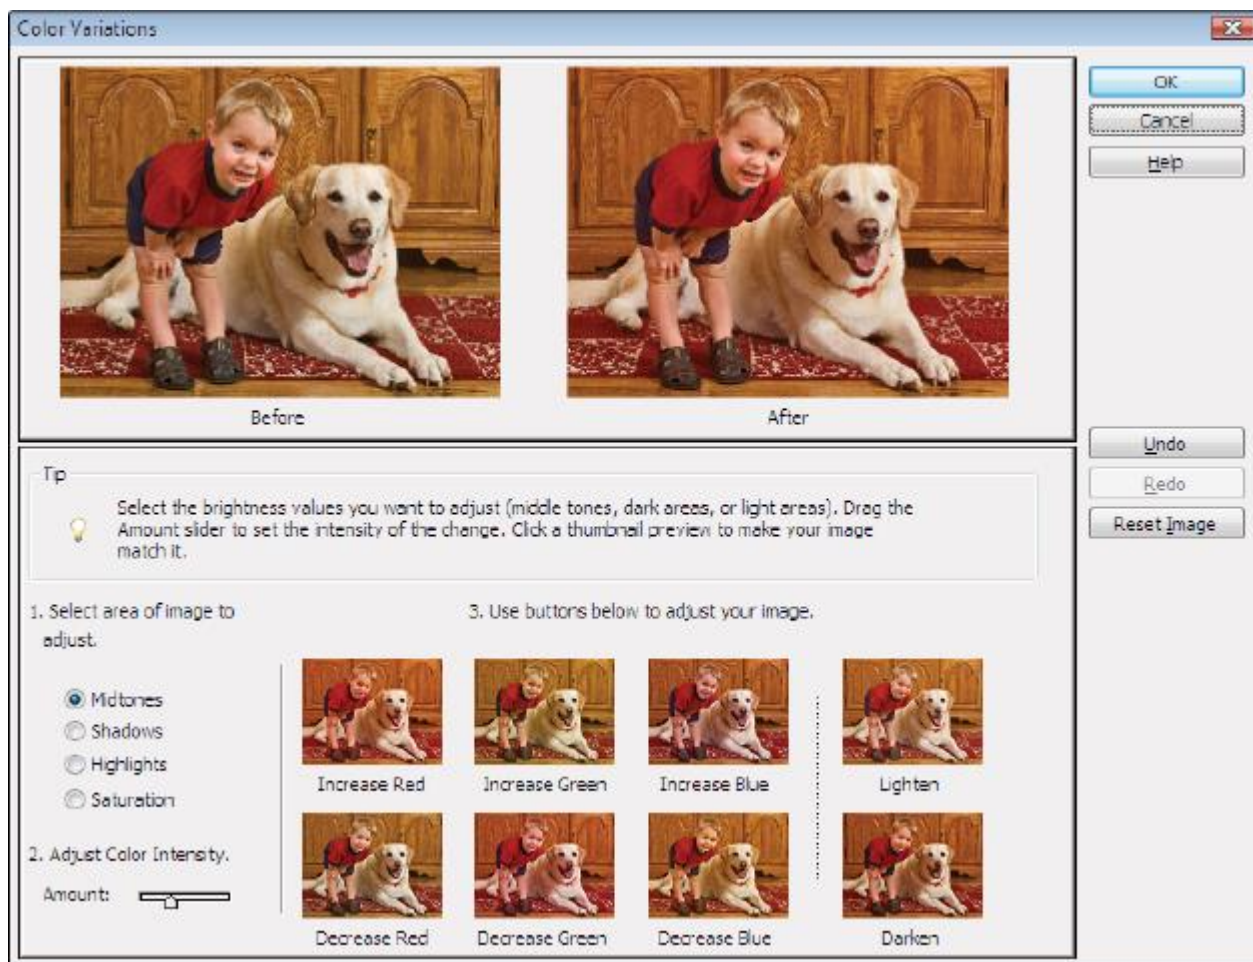 Color Variations
OK
Cancel
Help
Before
After
Undo
Redo
Reset Image
Tip
Select the brightness values you want to adjust (middle tones, dark areas, or light areas). Drag the
Amount slider to set the intensity of the change. Click a thumbnail preview to make your image
match it.
1. Select area of image to
adjust.
3. Use buttons below to adjust your image.
Midtones
Shadows
Highlights
Saturation
Increase Red
Increase Green
Increase Blue
Lighten
2. Adjust Color Intensity.
Amount:
Decrease Red
Decrease Green
Decrease Blue
Darken